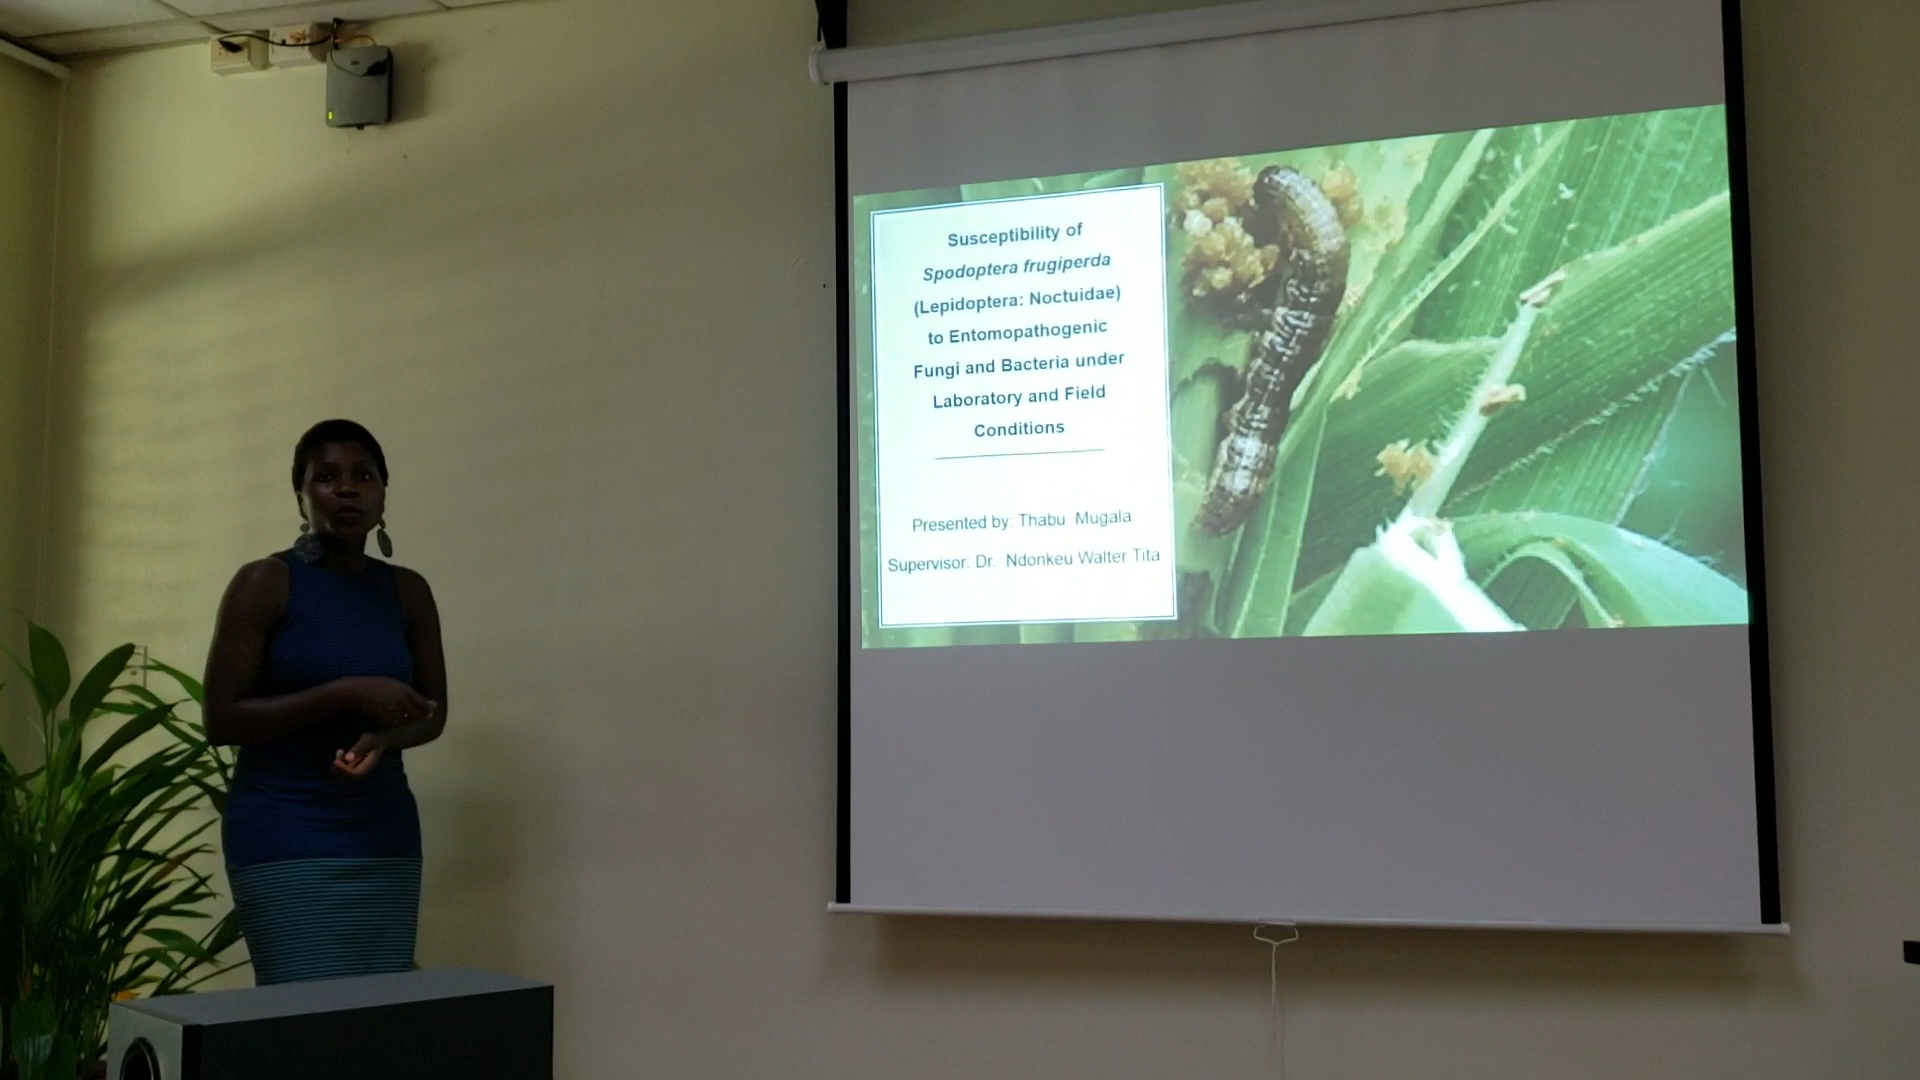 Susceptibility of
Spodoptera frugiperda
(Lepidoptera: Noctuidae)
to Entomopathogenic
Fungi and Bacteria under
Laboratory and Field
Conditions
Presented by: Thabu Mugala
Supervisor: Dr. Ndonkeu Walter Tita